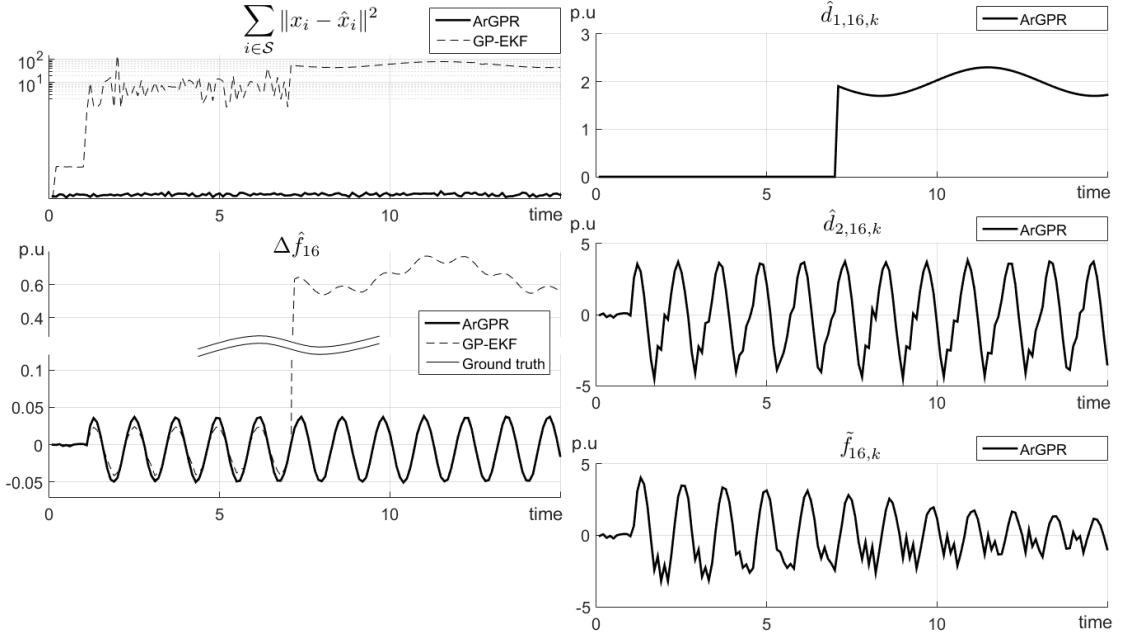 ∑_{i∈𝒮} ‖x_i − x̂_i‖²
ArGPR
GP-EKF
10²
10¹
0
5
10
time
p.u
Δf̂₁₆
0.6
0.4
0.1
0.05
0
-0.05
ArGPR
GP-EKF
Ground truth
0
5
10
time
p.u
d̂_{1,16,k}
ArGPR
3
2
1
0
0
5
10
time
p.u
d̂_{2,16,k}
ArGPR
5
0
-5
0
5
10
time
p.u
f̃_{16,k}
ArGPR
5
0
-5
0
5
10
time